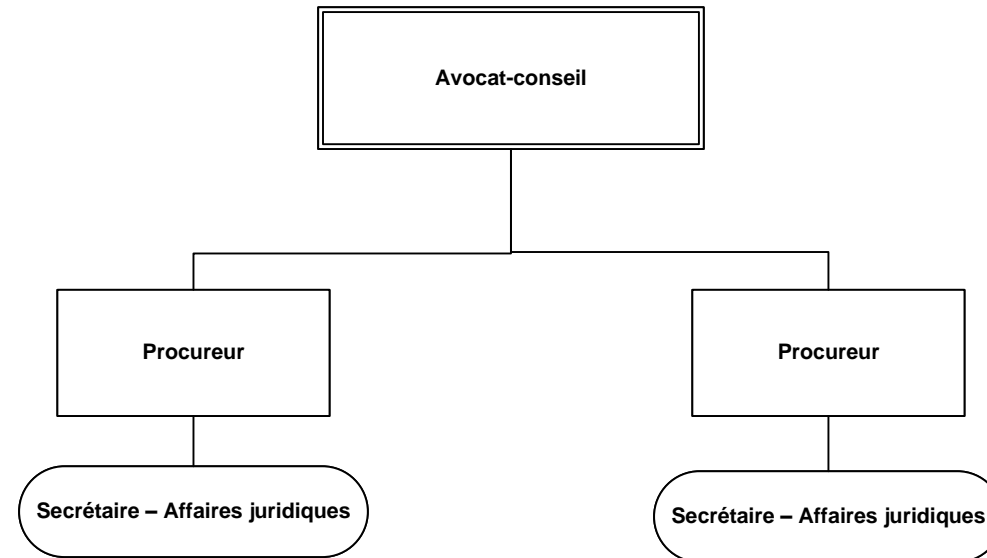 Avocat-conseil
Procureur
Procureur
Secrétaire – Affaires juridiques
Secrétaire – Affaires juridiques